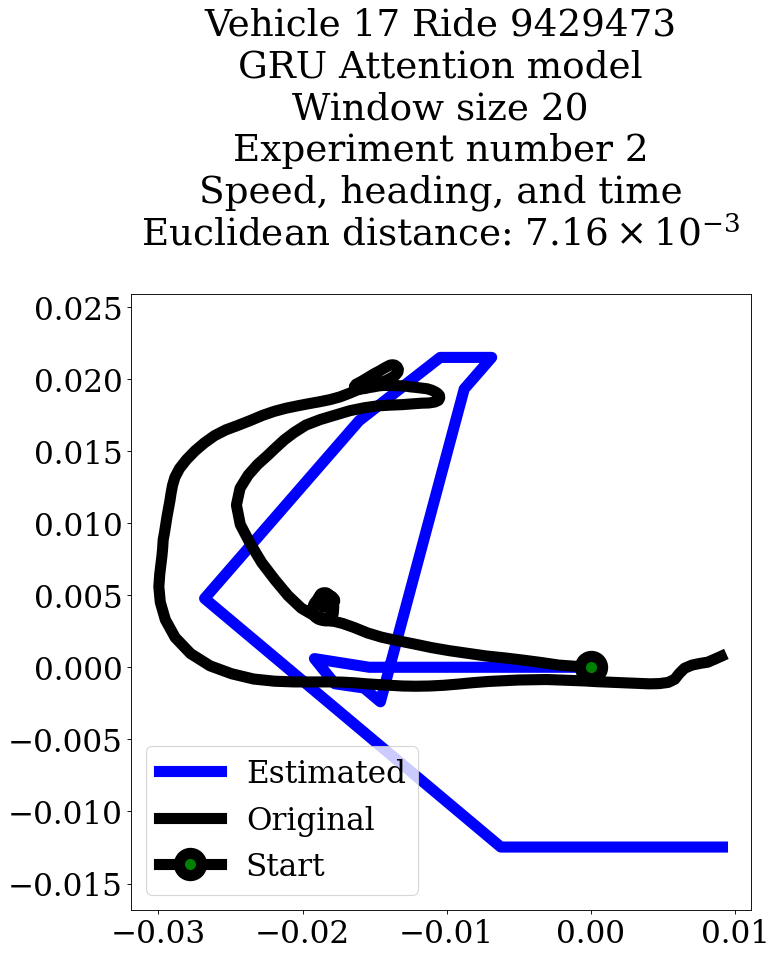 Vehicle 17 Ride 9429473
GRU Attention model
Window size 20
Experiment number 2
Speed, heading, and time
Euclidean distance: 7.16 × 10⁻³
0.025
0.020
0.015
0.010
0.005
0.000
−0.005
−0.010
−0.015
Estimated
Original
Start
−0.03 −0.02 −0.01 0.00 0.01